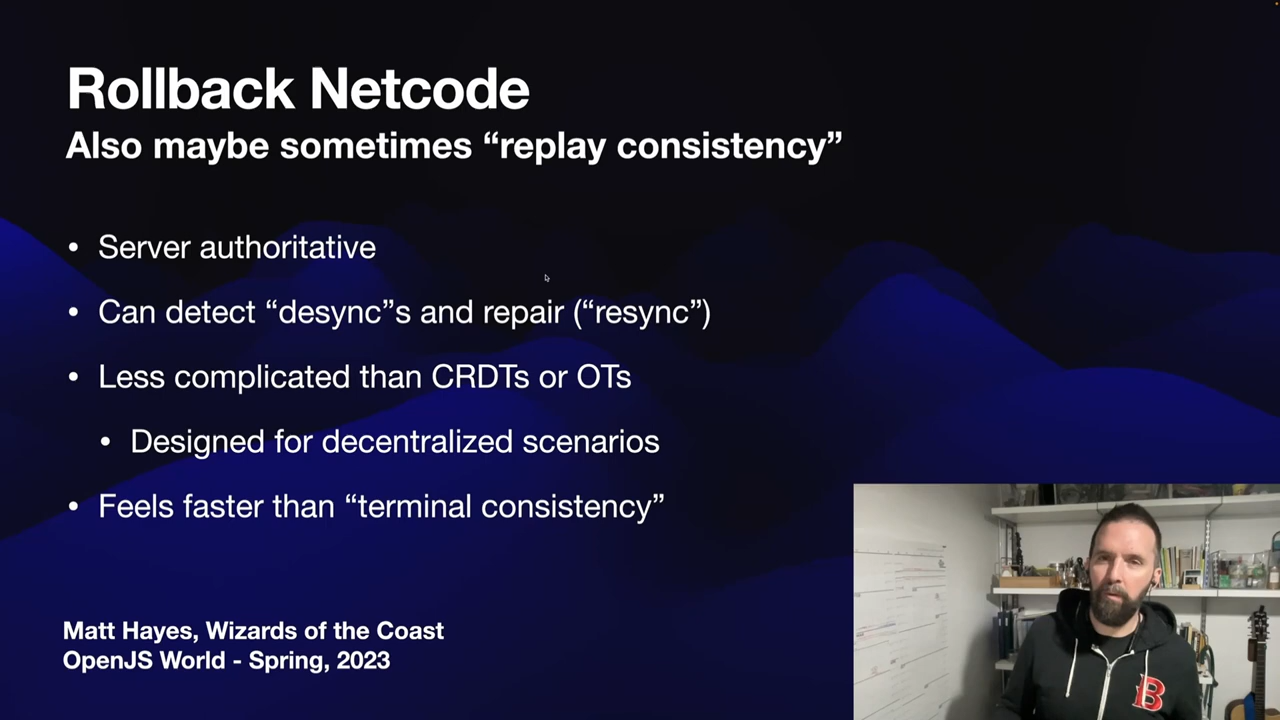 Rollback Netcode
Also maybe sometimes “replay consistency”
• Server authoritative
• Can detect “desync”s and repair (“resync”)
• Less complicated than CRDTs or OTs
• Designed for decentralized scenarios
• Feels faster than “terminal consistency”
Matt Hayes, Wizards of the Coast
OpenJS World - Spring, 2023
B